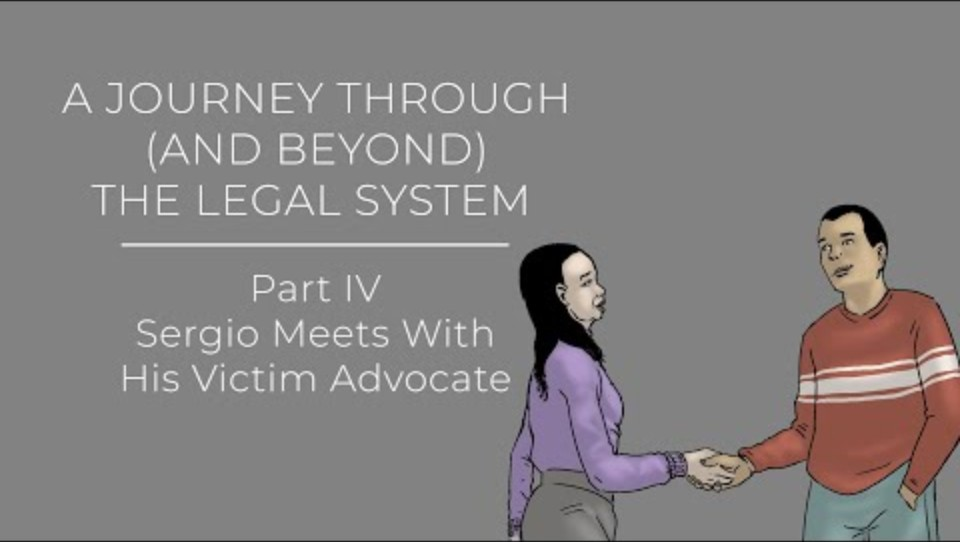 A JOURNEY THROUGH
(AND BEYOND)
THE LEGAL SYSTEM
Part IV
Sergio Meets With
His Victim Advocate